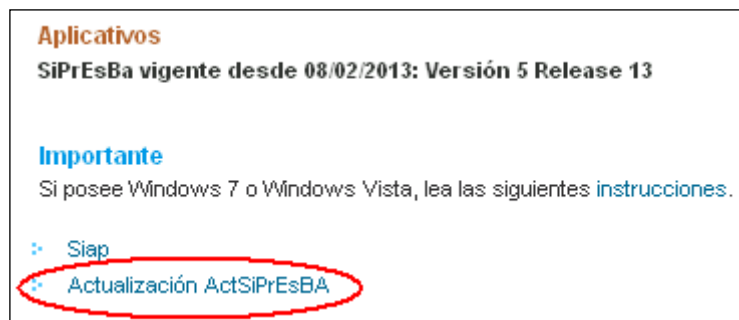 Aplicativos
SiPrEsBa vigente desde 08/02/2013: Versión 5 Release 13
Importante
Si posee Windows 7 o Windows Vista, lea las siguientes instrucciones.
Siap
Actualización ActSiPrEsBA